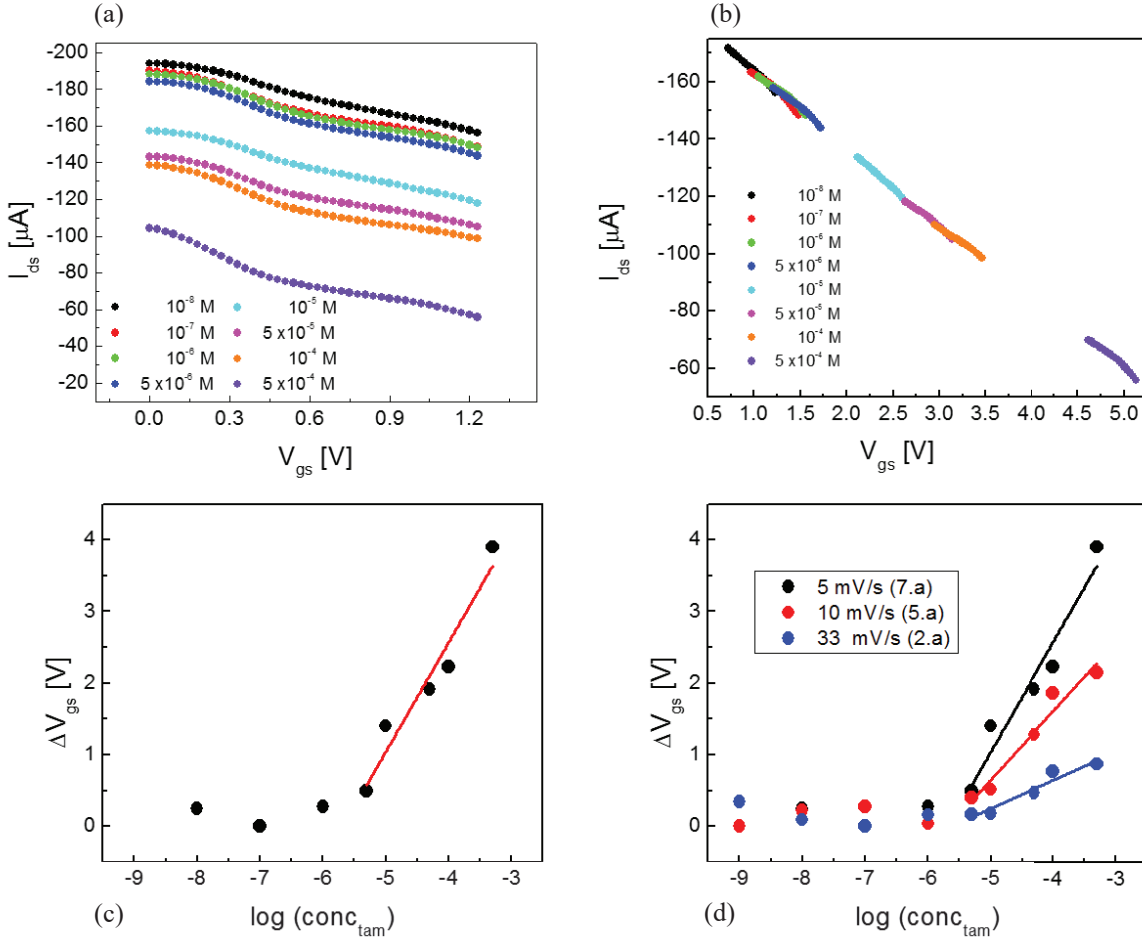 (a)
-200
-180
-160
-140
-120
-100
-80
-60
-40
-20
I_ds [μA]
10^-8 M
10^-7 M
10^-6 M
5 x10^-6 M
10^-5 M
5 x10^-5 M
10^-4 M
5 x10^-4 M
0.0 0.3 0.6 0.9 1.2
V_gs [V]
(b)
-160
-140
-120
-100
-80
-60
I_ds [μA]
10^-8 M
10^-7 M
10^-6 M
5 x10^-6 M
10^-5 M
5 x10^-5 M
10^-4 M
5 x10^-4 M
0.5 1.0 1.5 2.0 2.5 3.0 3.5 4.0 4.5 5.0
V_gs [V]
4
3
2
1
0
ΔV_gs [V]
-9 -8 -7 -6 -5 -4 -3
(c)
log (conc_tam)
4
3
2
1
0
ΔV_gs [V]
5 mV/s (7.a)
10 mV/s (5.a)
33 mV/s (2.a)
-9 -8 -7 -6 -5 -4 -3
log (conc_tam)
(d)